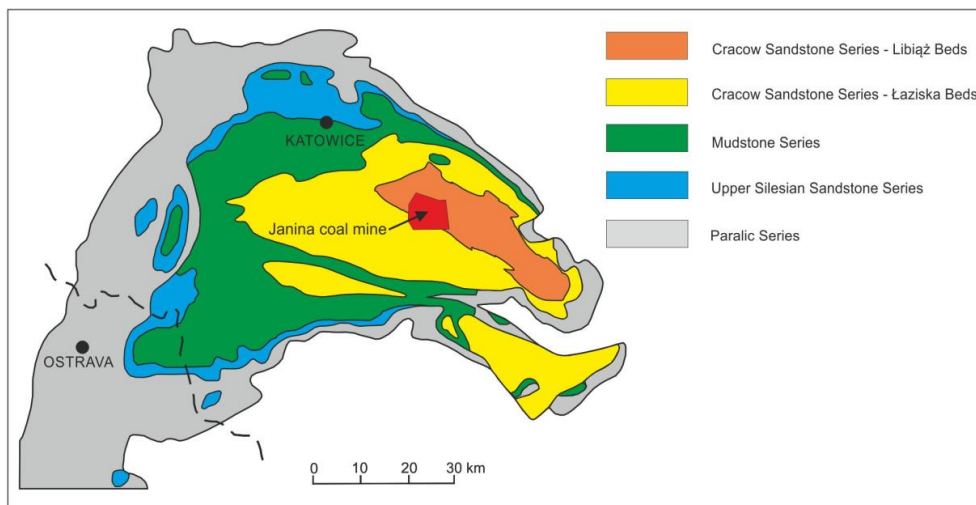 KATOWICE
Janina coal mine
OSTRAVA
0 10 20 30 km
Cracow Sandstone Series - Libiąż Beds
Cracow Sandstone Series - Łaziska Beds
Mudstone Series
Upper Silesian Sandstone Series
Paralic Series